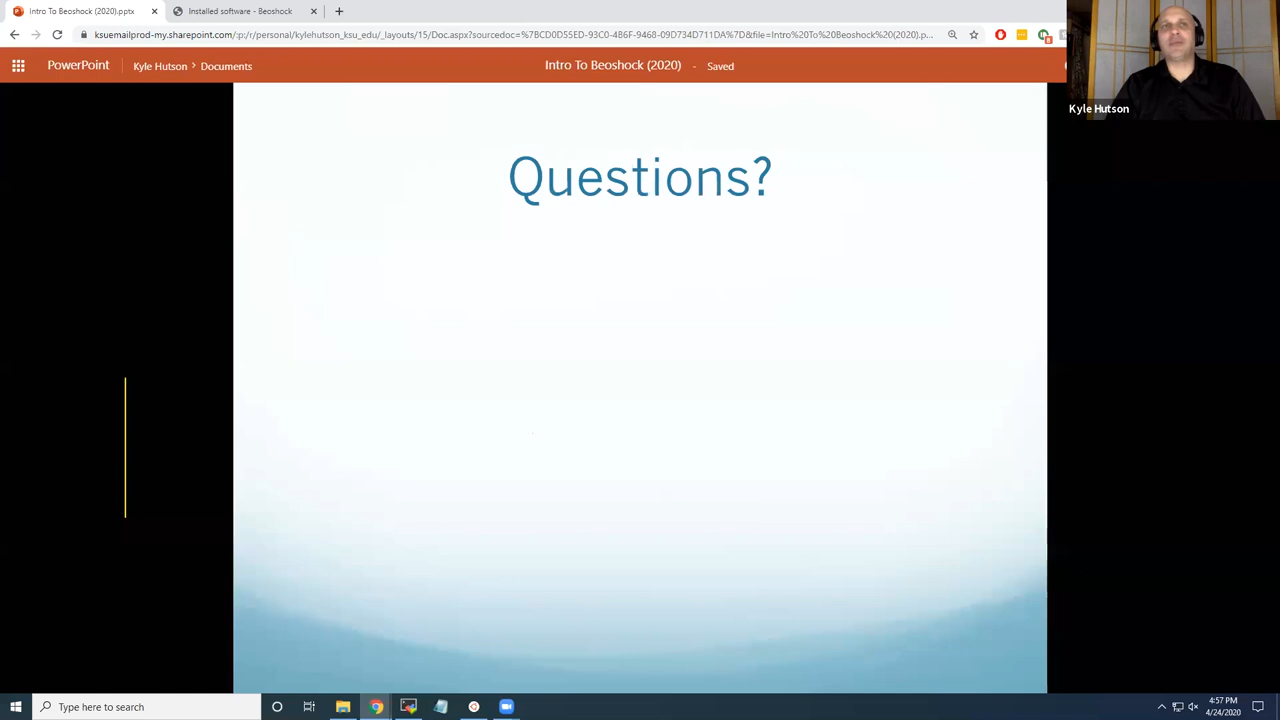 Intro To Beoshock (2020).pptx
Installed software - Beoshock
ksuemailprod-my.sharepoint.com/:p:/r/personal/kylehutson_ksu_edu/_layouts/15/Doc.aspx?sourcedoc=%7BCD0D55ED-93C0-4B6F-9468-09D734D711DA%7D&file=Intro%20To%20Beoshock%20(2020).p...
PowerPoint
Kyle Hutson > Documents
Intro To Beoshock (2020) - Saved
Kyle Hutson
Questions?
Type here to search
4:57 PM
4/24/2020